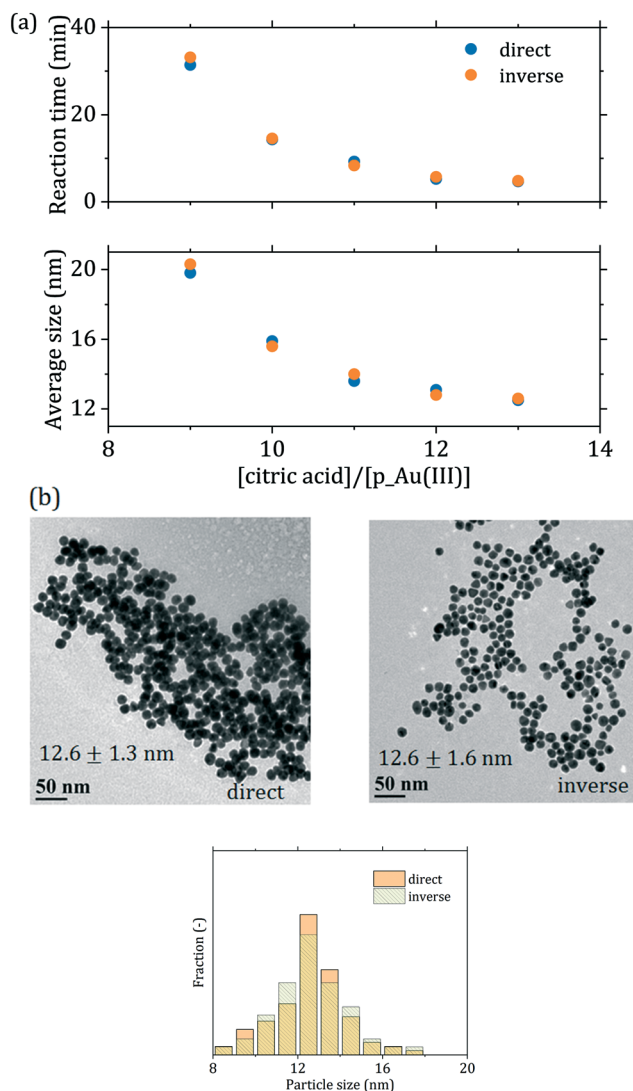 (a)
40
20
0
Reaction time (min)
direct
inverse
20
16
12
Average size (nm)
8 10 12 14
[citric acid]/[p_Au(III)]
(b)
12.6 ± 1.3 nm
50 nm
direct
12.6 ± 1.6 nm
50 nm
inverse
direct
inverse
Fraction (-)
8 12 16 20
Particle size (nm)